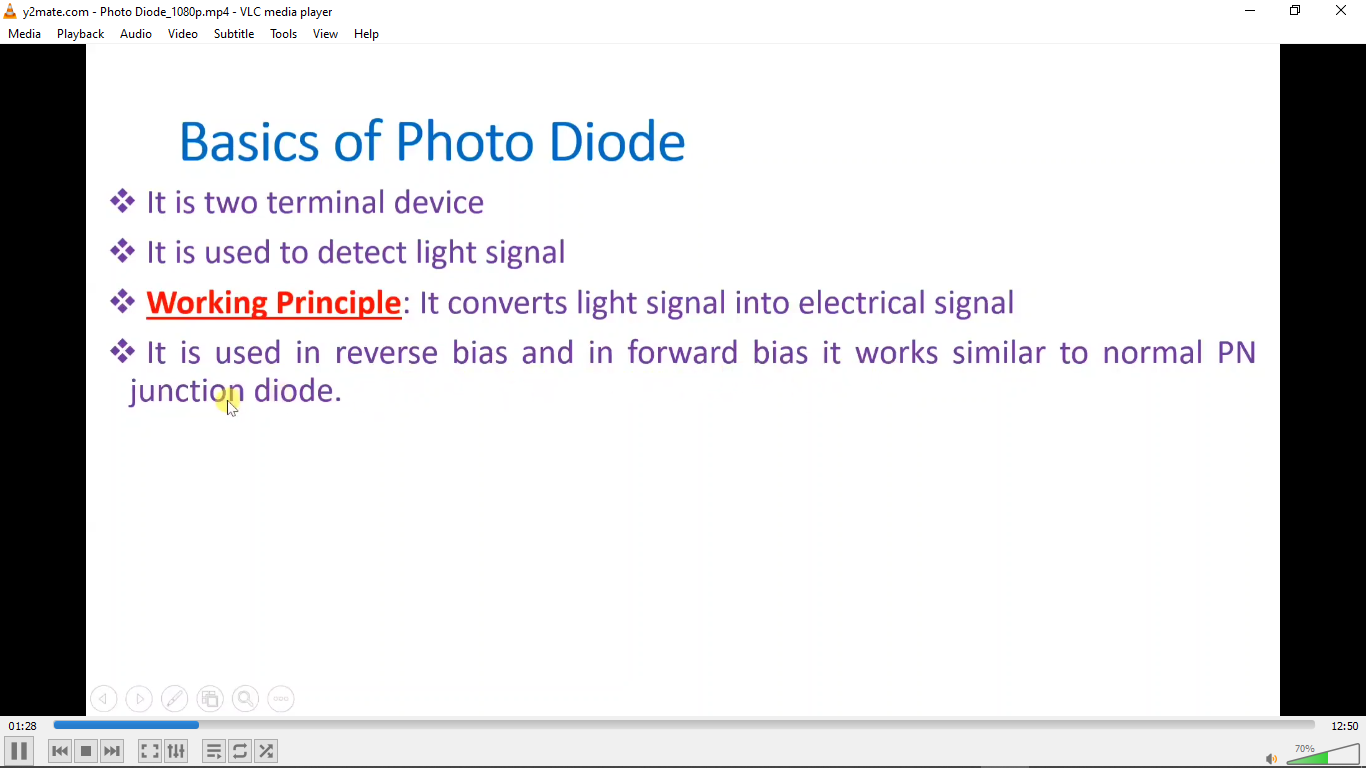 y2mate.com - Photo Diode_1080p.mp4 - VLC media player
Media Playback Audio Video Subtitle Tools View Help
Basics of Photo Diode
❖ It is two terminal device
❖ It is used to detect light signal
❖ Working Principle: It converts light signal into electrical signal
❖ It is used in reverse bias and in forward bias it works similar to normal PN
junction diode.
01:28 12:50
70%